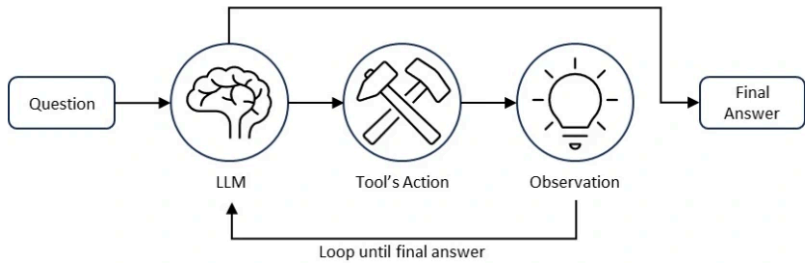 Question
LLM
Tool's Action
Observation
Final
Answer
Loop until final answer